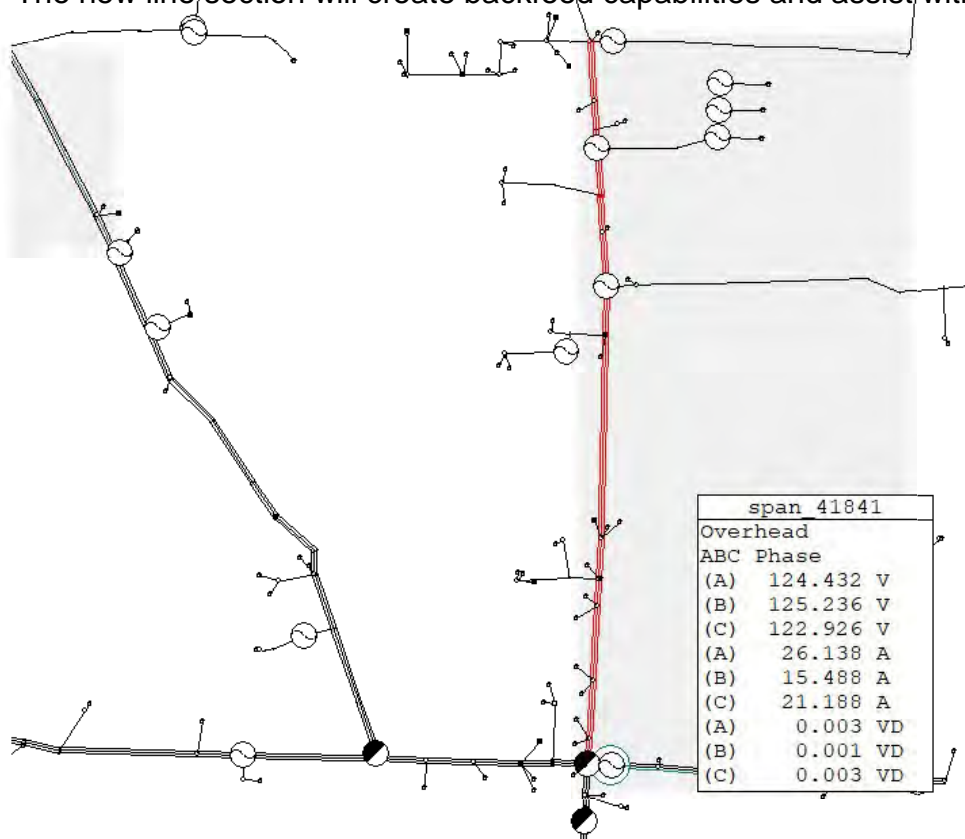 The new line section will create backfeed capabilities and assist with
span_41841
Overhead
ABC Phase
(A) 124.432 V
(B) 125.236 V
(C) 122.926 V
(A) 26.138 A
(B) 15.488 A
(C) 21.188 A
(A) 0.003 VD
(B) 0.001 VD
(C) 0.003 VD